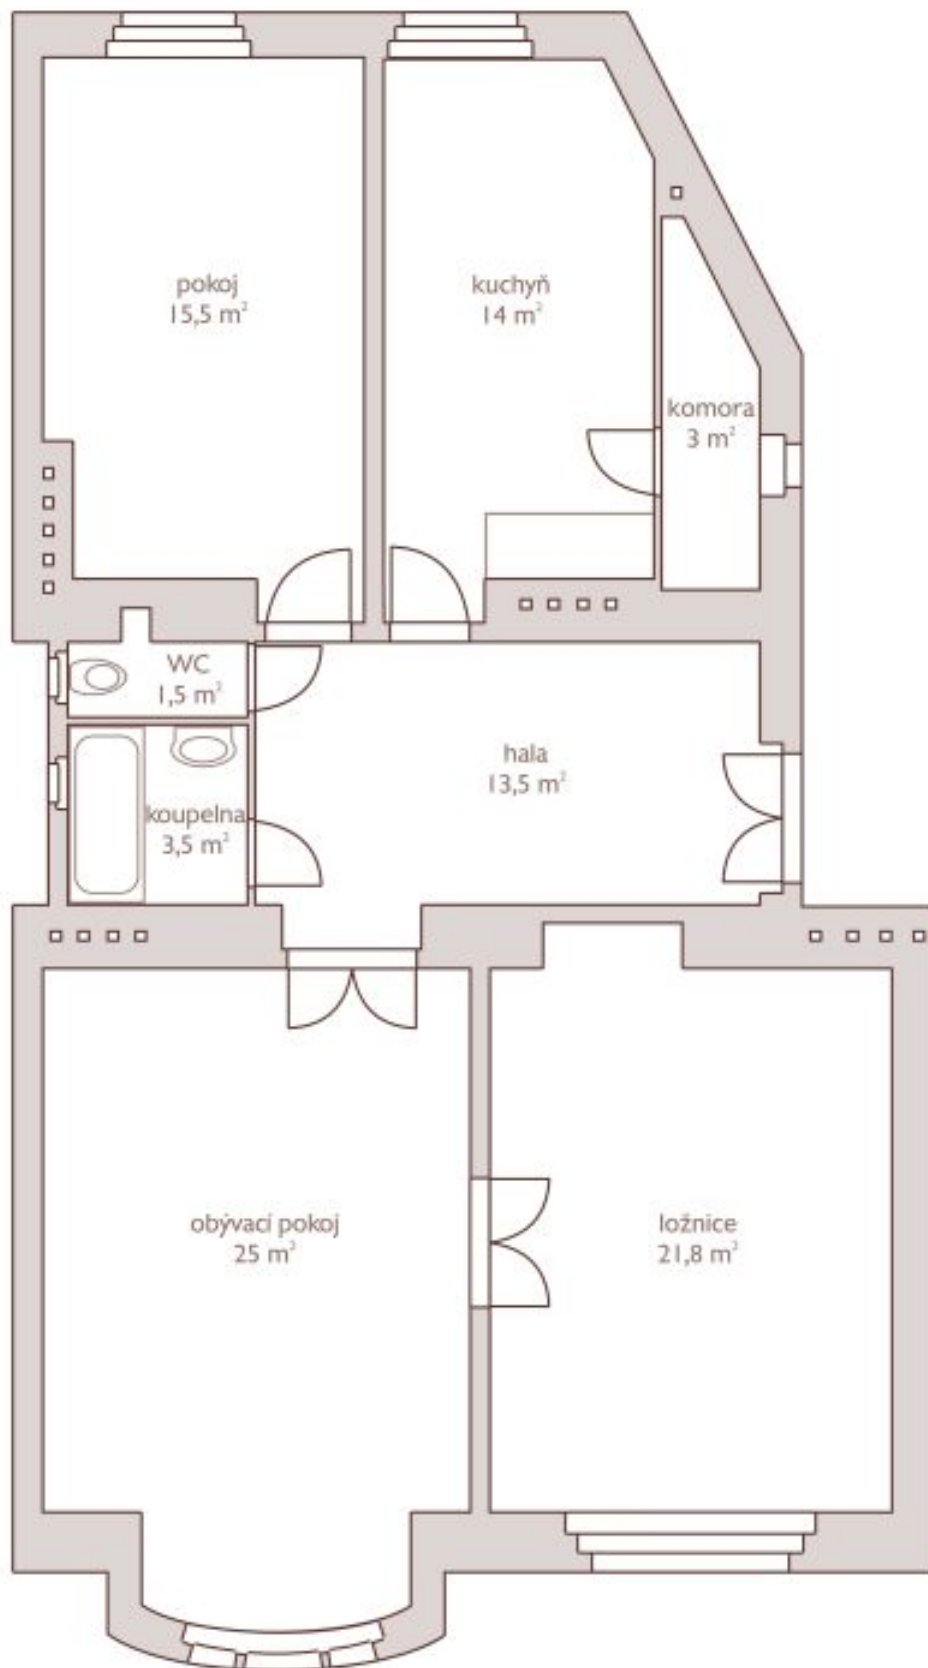 pokoj
15,5 m²
kuchyň
14 m²
komora
3 m²
WC
1,5 m²
hala
13,5 m²
koupelna
3,5 m²
obývací pokoj
25 m²
ložnice
21,8 m²